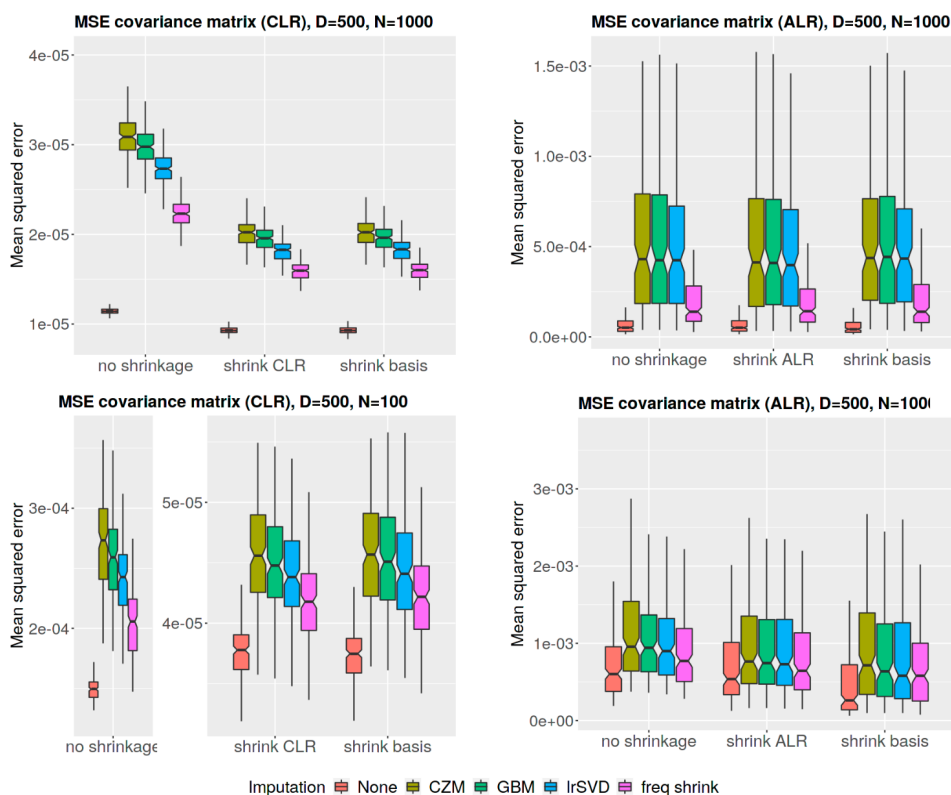 MSE covariance matrix (CLR), D=500, N=1000
Mean squared error
4e-05
3e-05
2e-05
1e-05
no shrinkage
shrink CLR
shrink basis
MSE covariance matrix (ALR), D=500, N=1000
Mean squared error
1.5e-03
1.0e-03
5.0e-04
0.0e+00
no shrinkage
shrink ALR
shrink basis
MSE covariance matrix (CLR), D=500, N=100
Mean squared error
3e-04
2e-04
no shrinkage
5e-05
4e-05
shrink CLR
shrink basis
MSE covariance matrix (ALR), D=500, N=100
Mean squared error
3e-03
2e-03
1e-03
0e+00
no shrinkage
shrink ALR
shrink basis
Imputation None CZM GBM lrSVD freq shrink